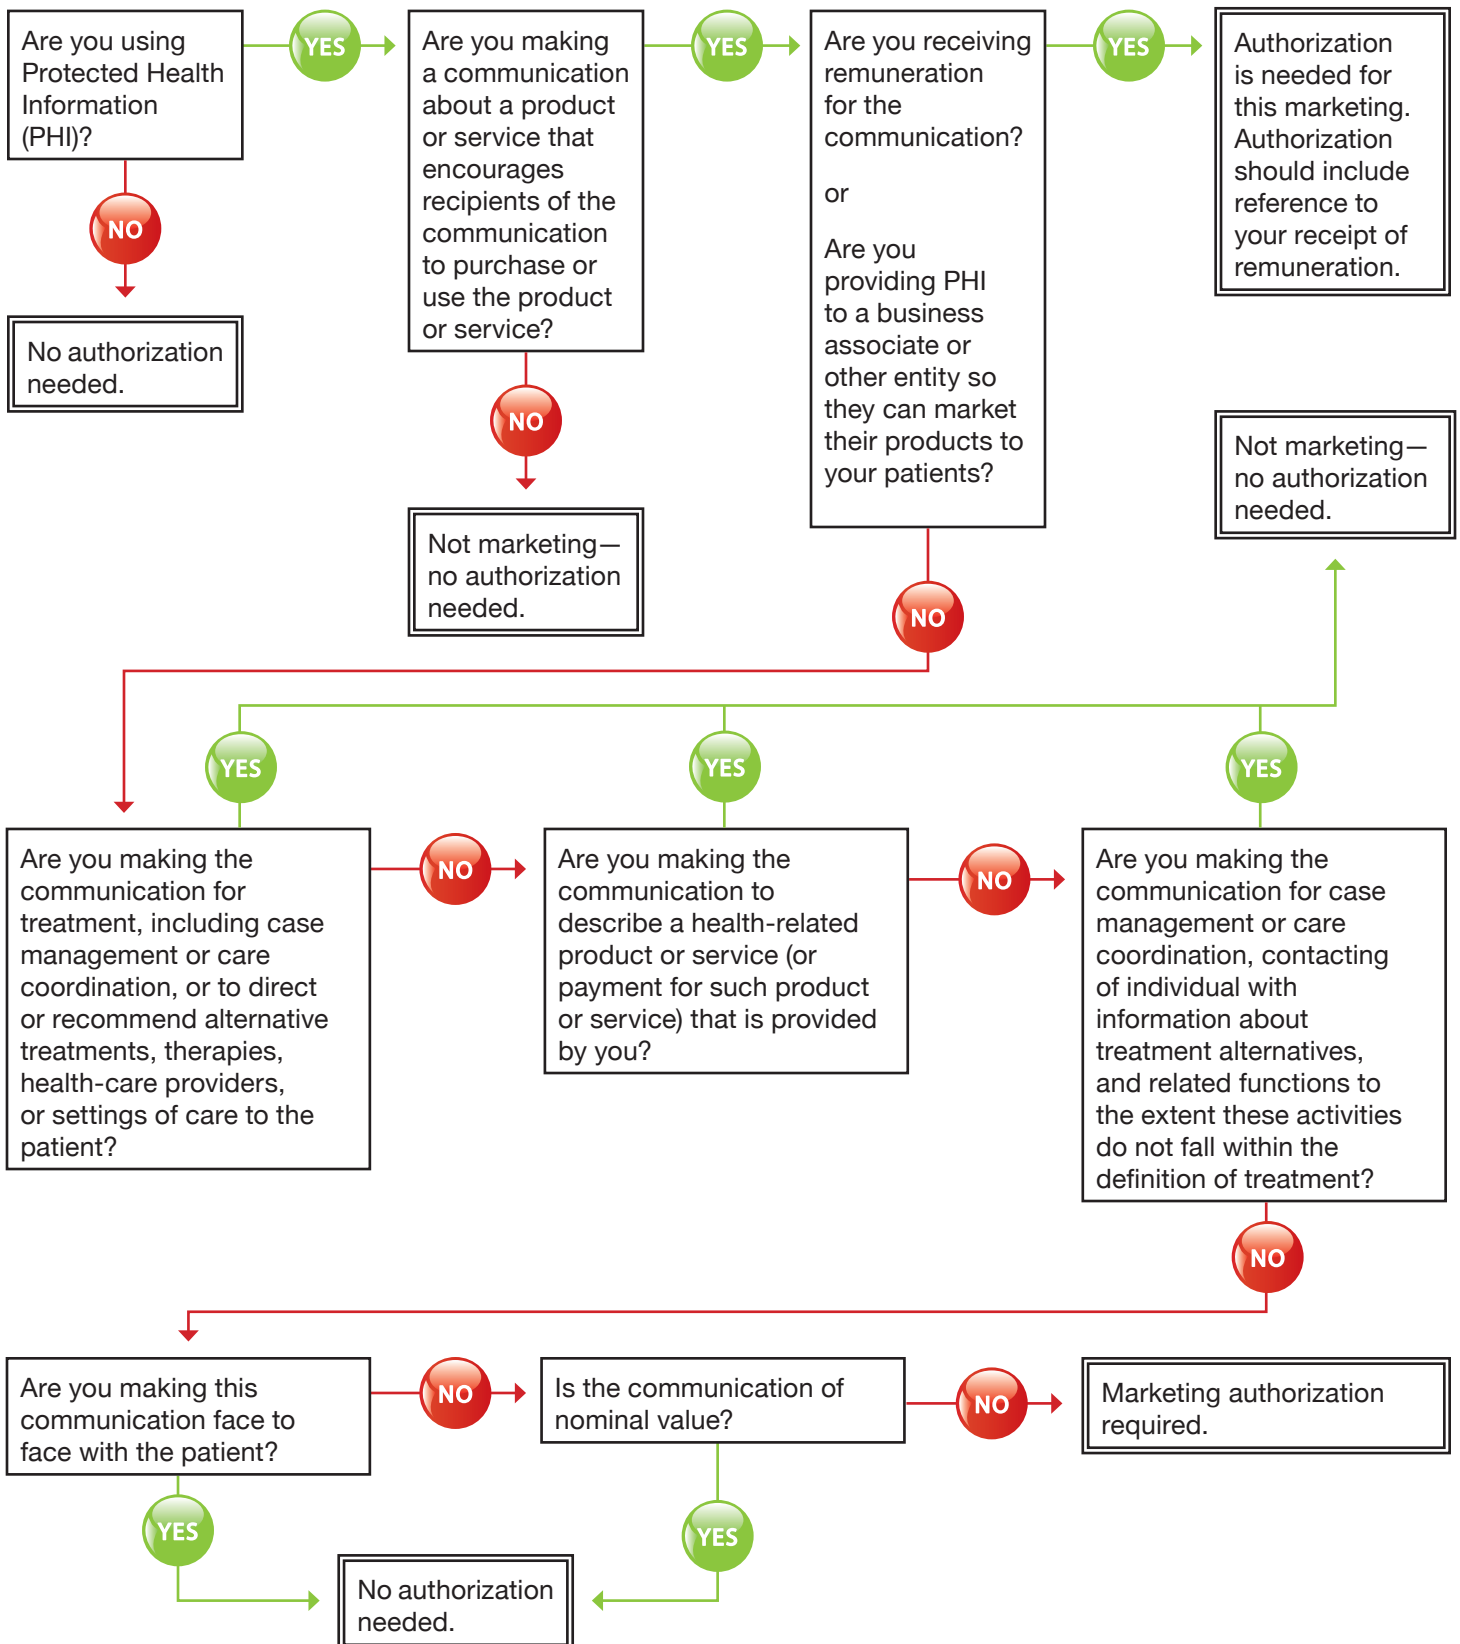 Are you using
Protected Health
Information
(PHI)?
YES
Are you making
a communication
about a product
or service that
encourages
recipients of the
communication
to purchase or
use the product
or service?
YES
Are you receiving
remuneration
for the
communication?
or
Are you
providing PHI
to a business
associate or
other entity so
they can market
their products to
your patients?
YES
Authorization
is needed for
this marketing.
Authorization
should include
reference to
your receipt of
remuneration.
NO
No authorization
needed.
NO
Not marketing—
no authorization
needed.
NO
Not marketing—
no authorization
needed.
YES
YES
YES
Are you making the
communication for
treatment, including case
management or care
coordination, or to direct
or recommend alternative
treatments, therapies,
health-care providers,
or settings of care to the
patient?
NO
Are you making the
communication to
describe a health-related
product or service (or
payment for such product
or service) that is provided
by you?
NO
Are you making the
communication for case
management or care
coordination, contacting
of individual with
information about
treatment alternatives,
and related functions to
the extent these activities
do not fall within the
definition of treatment?
NO
Are you making this
communication face to
face with the patient?
NO
Is the communication of
nominal value?
NO
Marketing authorization
required.
YES
YES
No authorization
needed.